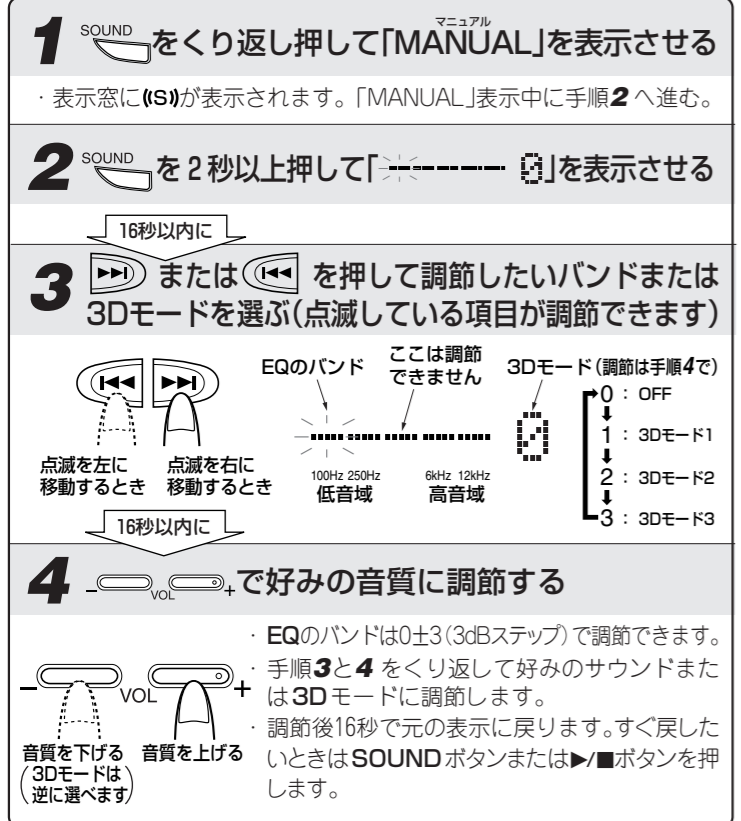 マニュアル
1 SOUND をくり返し押して「MANUAL」を表示させる
・表示窓に((S))が表示されます。「MANUAL」表示中に手順2へ進む。
2 SOUND を2秒以上押して「 0」を表示させる
16秒以内に
3 ▶▶I または I◀◀ を押して調節したいバンドまたは
3Dモードを選ぶ(点滅している項目が調節できます)
I◀◀ ▶▶I
点滅を左に
移動するとき
点滅を右に
移動するとき
EQのバンド
ここは調節
できません
3Dモード(調節は手順4で)
0
100Hz 250Hz
低音域
6kHz 12kHz
高音域
0 : OFF
1 : 3Dモード1
2 : 3Dモード2
3 : 3Dモード3
16秒以内に
4 - VOL + で好みの音質に調節する
- VOL +
音質を下げる
(3Dモードは
逆に選べます)
音質を上げる
・EQのバンドは0±3(3dBステップ)で調節できます。
・手順3と4 をくり返して好みのサウンドまた
は3Dモードに調節します。
・調節後16秒で元の表示に戻ります。すぐ戻した
いときはSOUNDボタンまたは▶/■ボタンを押
します。